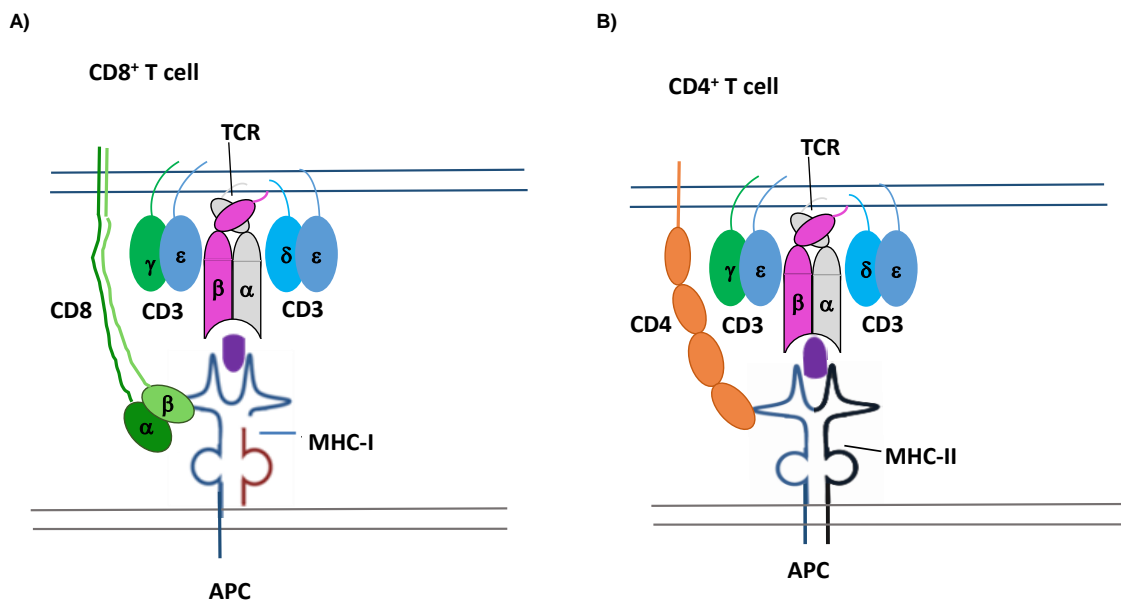 A)
CD8⁺ T cell
TCR
γ
ε
β
α
δ
ε
CD8
CD3
CD3
β
α
MHC-I
APC
B)
CD4⁺ T cell
TCR
γ
ε
β
α
δ
ε
CD4
CD3
CD3
MHC-II
APC